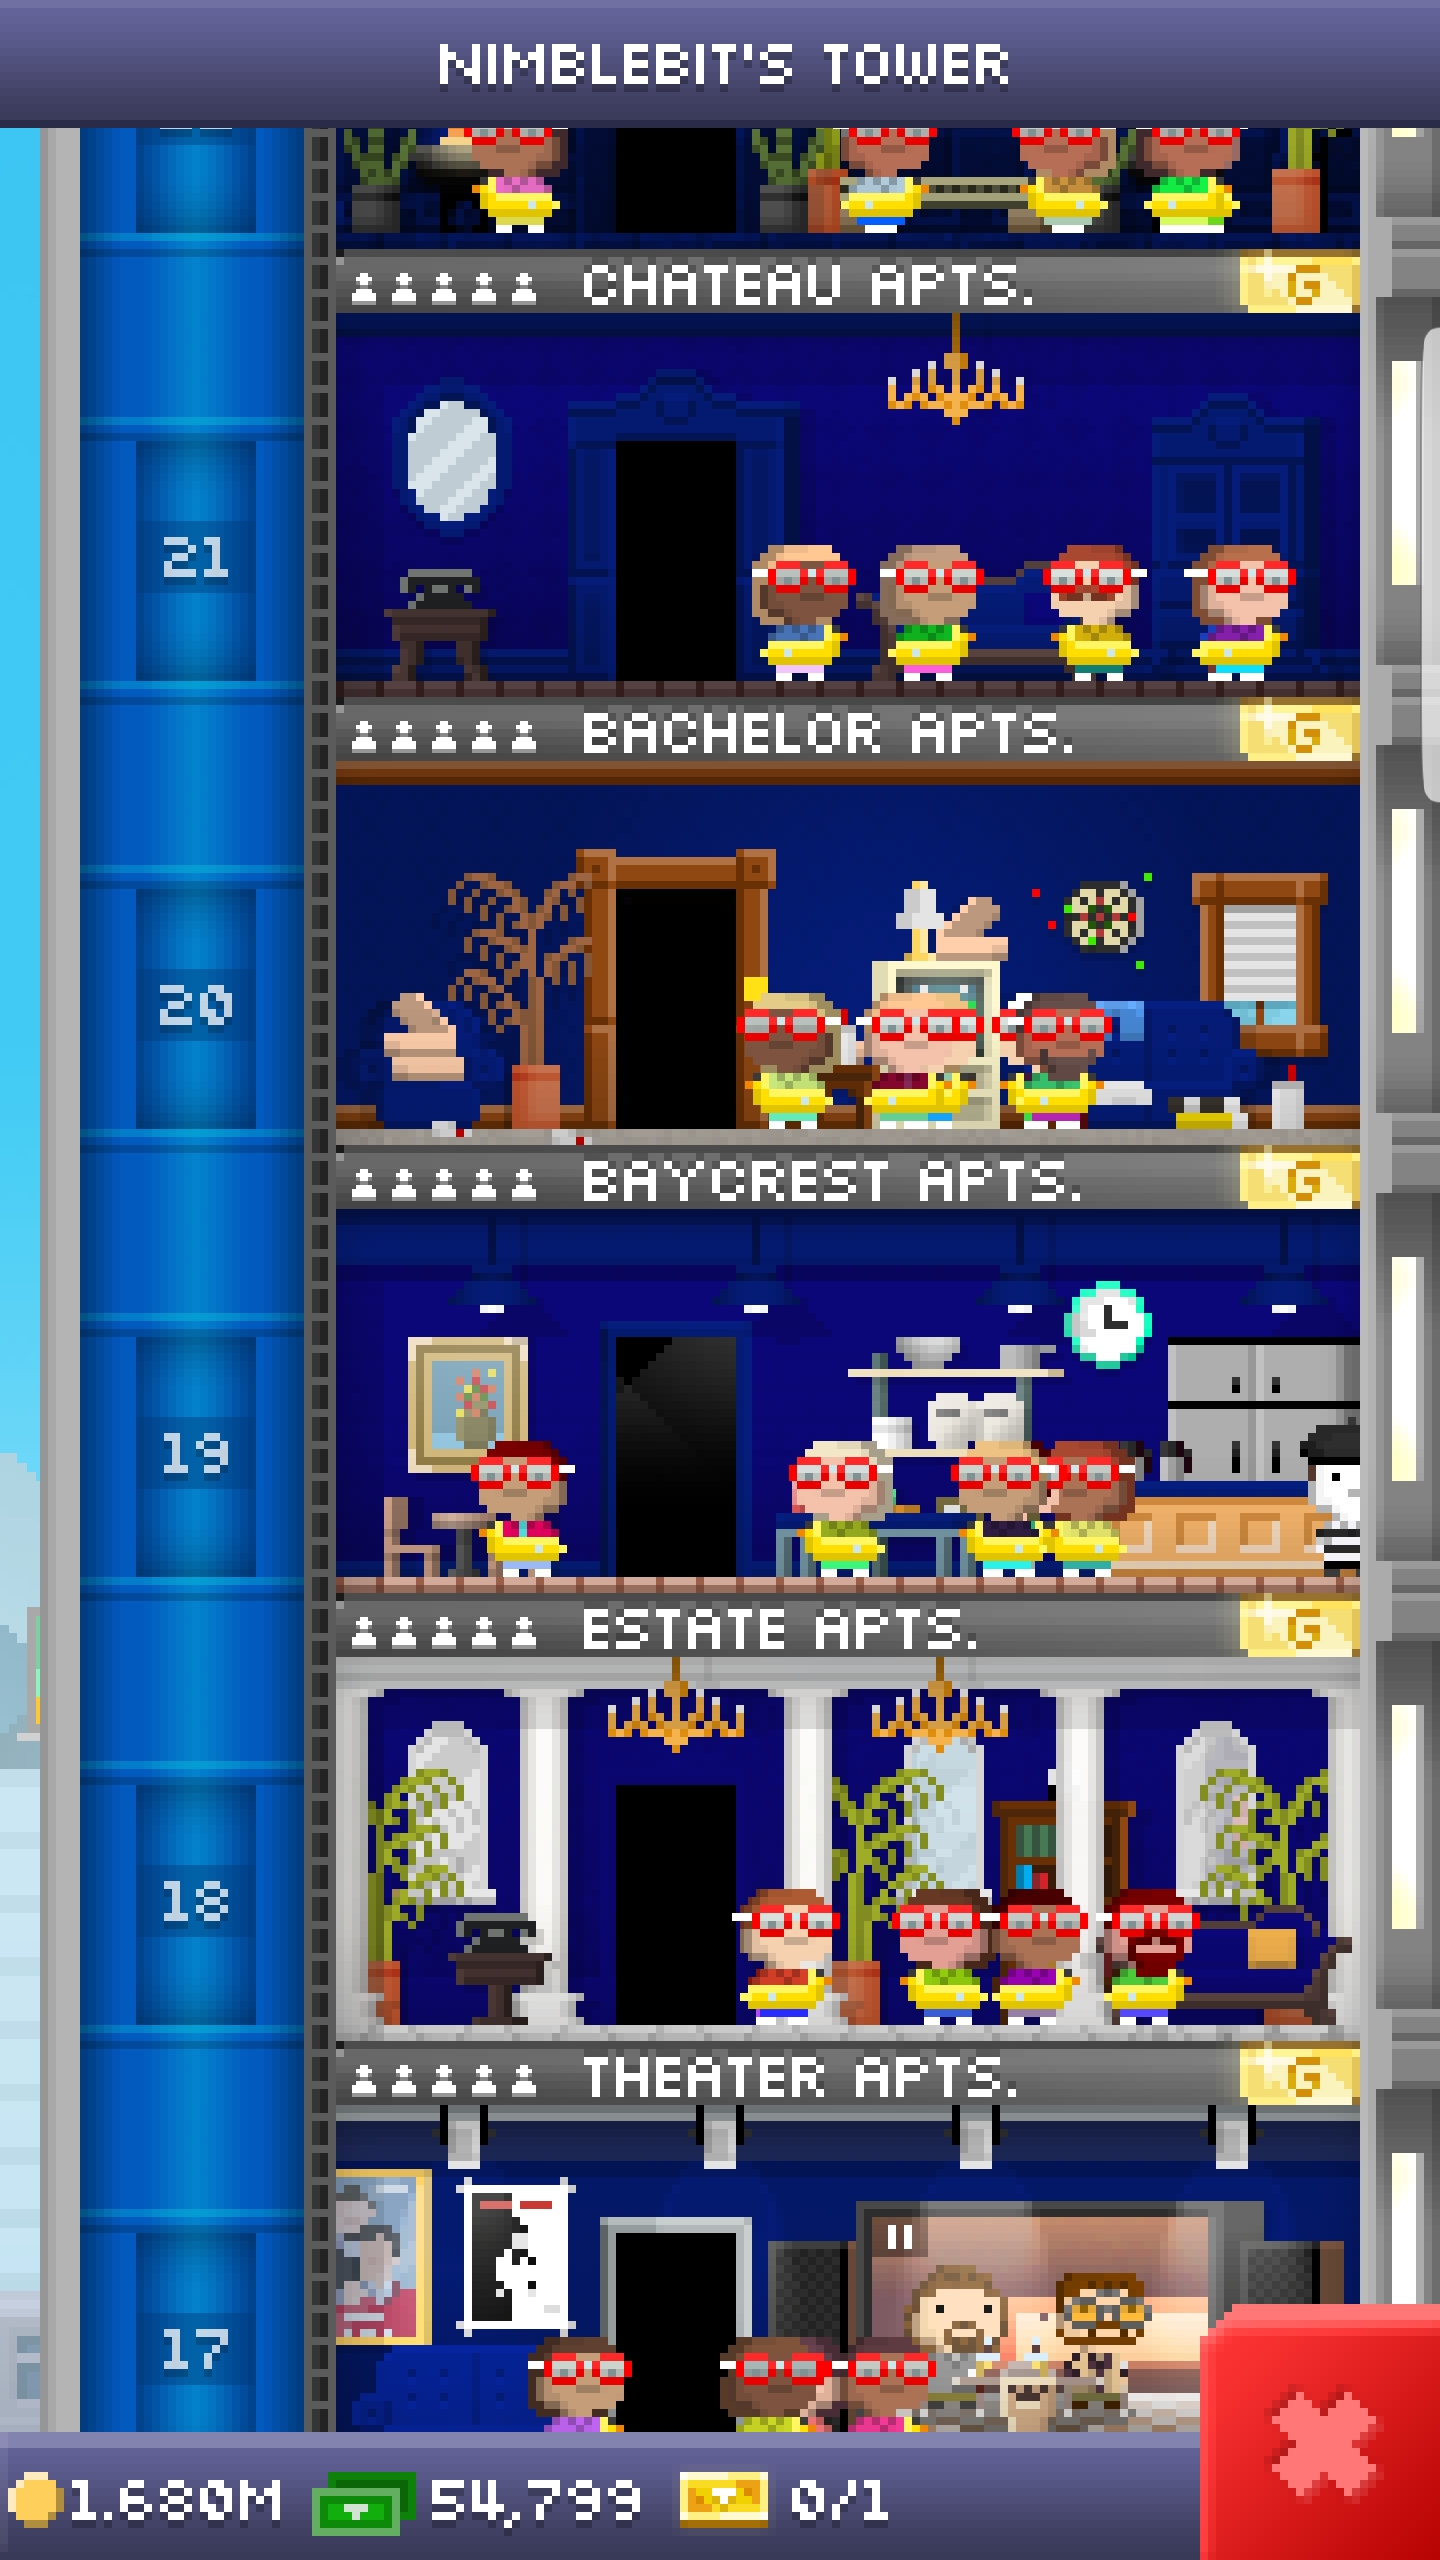 NIMBLEBIT'S TOWER
CHATEAU APTS. G
21
BACHELOR APTS. G
20
BAYCREST APTS. G
19
ESTATE APTS. G
18
THEATER APTS. G
17
1.680M 54,799 0/1